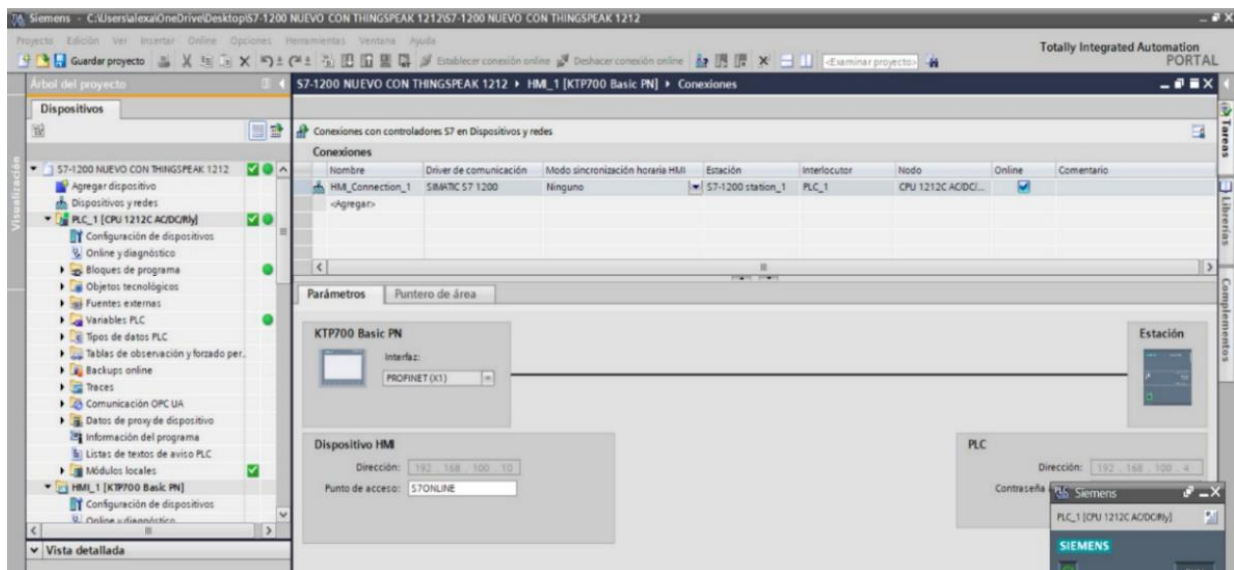 Siemens - C:\Users\alexa\OneDrive\Desktop\S7-1200 NUEVO CON THINGSPEAK 1212\S7-1200 NUEVO CON THINGSPEAK 1212
Proyecto Edición Ver Insertar Online Opciones Herramientas Ventana Ayuda
Totally Integrated Automation
PORTAL
Guardar proyecto Establecer conexión online Deshacer conexión online <Examinar proyecto>
Árbol del proyecto
S7-1200 NUEVO CON THINGSPEAK 1212 HMI_1 [KTP700 Basic PN] Conexiones
Dispositivos
Visualización
S7-1200 NUEVO CON THINGSPEAK 1212
Agregar dispositivo
Dispositivos y redes
PLC_1 [CPU 1212C AC/DC/Rly]
Configuración de dispositivos
Online y diagnóstico
Bloques de programa
Objetos tecnológicos
Fuentes externas
Variables PLC
Tipos de datos PLC
Tablas de observación y forzado per.
Backups online
Traces
Comunicación OPC UA
Datos de proxy de dispositivo
Información del programa
Listas de textos de aviso PLC
Módulos locales
HMI_1 [KTP700 Basic PN]
Configuración de dispositivos
Online y diagnóstico
Vista detallada
Conexiones con controladores S7 en Dispositivos y redes
Conexiones
Nombre Driver de comunicación Modo sincronización horaria HMI Estación Interlocutor Nodo Online Comentario
HMI_Connection_1 SIMATIC S7 1200 Ninguno S7-1200 station_1 PLC_1 CPU 1212C AC/DC/...
<Agregar>
Parámetros Puntero de área
KTP700 Basic PN
Interfaz:
PROFINET (X1)
Estación
Dispositivo HMI
Dirección: 192 . 168 . 100 . 10
Punto de acceso: S7ONLINE
PLC
Dirección: 192 . 168 . 100 . 4
Contraseña
Siemens
PLC_1 [CPU 1212C AC/DC/Rly]
SIEMENS
Tareas
Librerías
Complementos